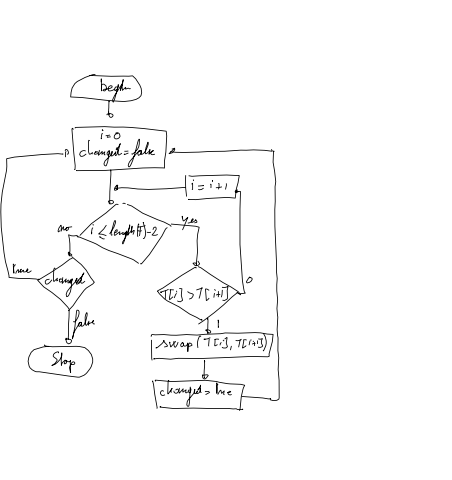 begin
i=0
changed=false
i=i+1
no
i≤length(T)-2
yes
true
changed
T[i]>T[i+1]
0
false
1
Stop
swap(T[i],T[i+1])
changed=true